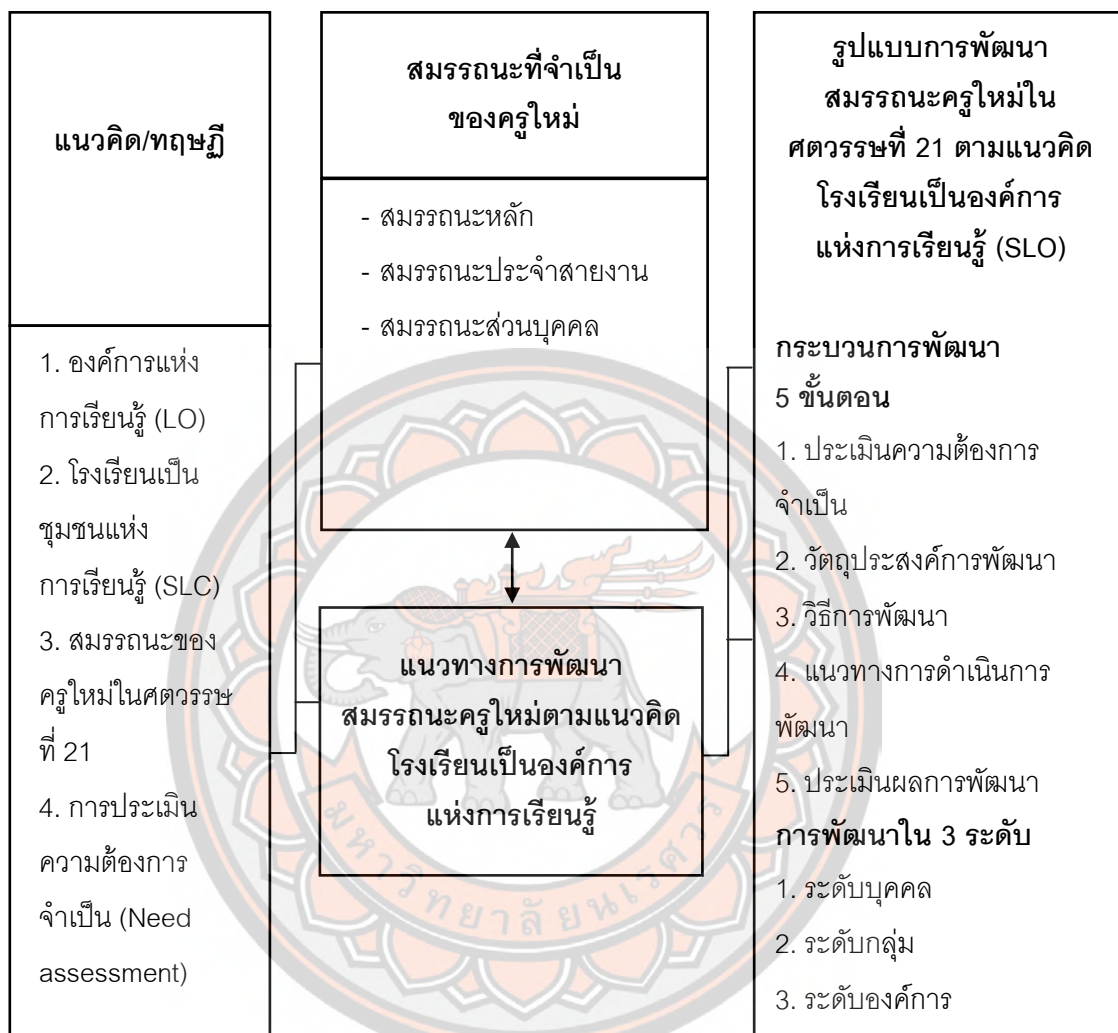 แนวคิด/ทฤษฏี
1. องค์การแห่ง
การเรียนรู้ (LO)
2. โรงเรียนเป็น
ชุมชนแห่ง
การเรียนรู้ (SLC)
3. สมรรถนะของ
ครูใหม่ในศตวรรษ
ที่ 21
4. การประเมิน
ความต้องการ
จำเป็น (Need
assessment)
สมรรถนะที่จำเป็น
ของครูใหม่
- สมรรถนะหลัก
- สมรรถนะประจำสายงาน
- สมรรถนะส่วนบุคคล
แนวทางการพัฒนา
สมรรถนะครูใหม่ตามแนวคิด
โรงเรียนเป็นองค์การ
แห่งการเรียนรู้
รูปแบบการพัฒนา
สมรรถนะครูใหม่ใน
ศตวรรษที่ 21 ตามแนวคิด
โรงเรียนเป็นองค์การ
แห่งการเรียนรู้ (SLO)
กระบวนการพัฒนา
5 ขั้นตอน
1. ประเมินความต้องการ
จำเป็น
2. วัตถุประสงค์การพัฒนา
3. วิธีการพัฒนา
4. แนวทางการดำเนินการ
พัฒนา
5. ประเมินผลการพัฒนา
การพัฒนาใน 3 ระดับ
1. ระดับบุคคล
2. ระดับกลุ่ม
3. ระดับองค์การ
มหาวิทยาลัยนเรศวร